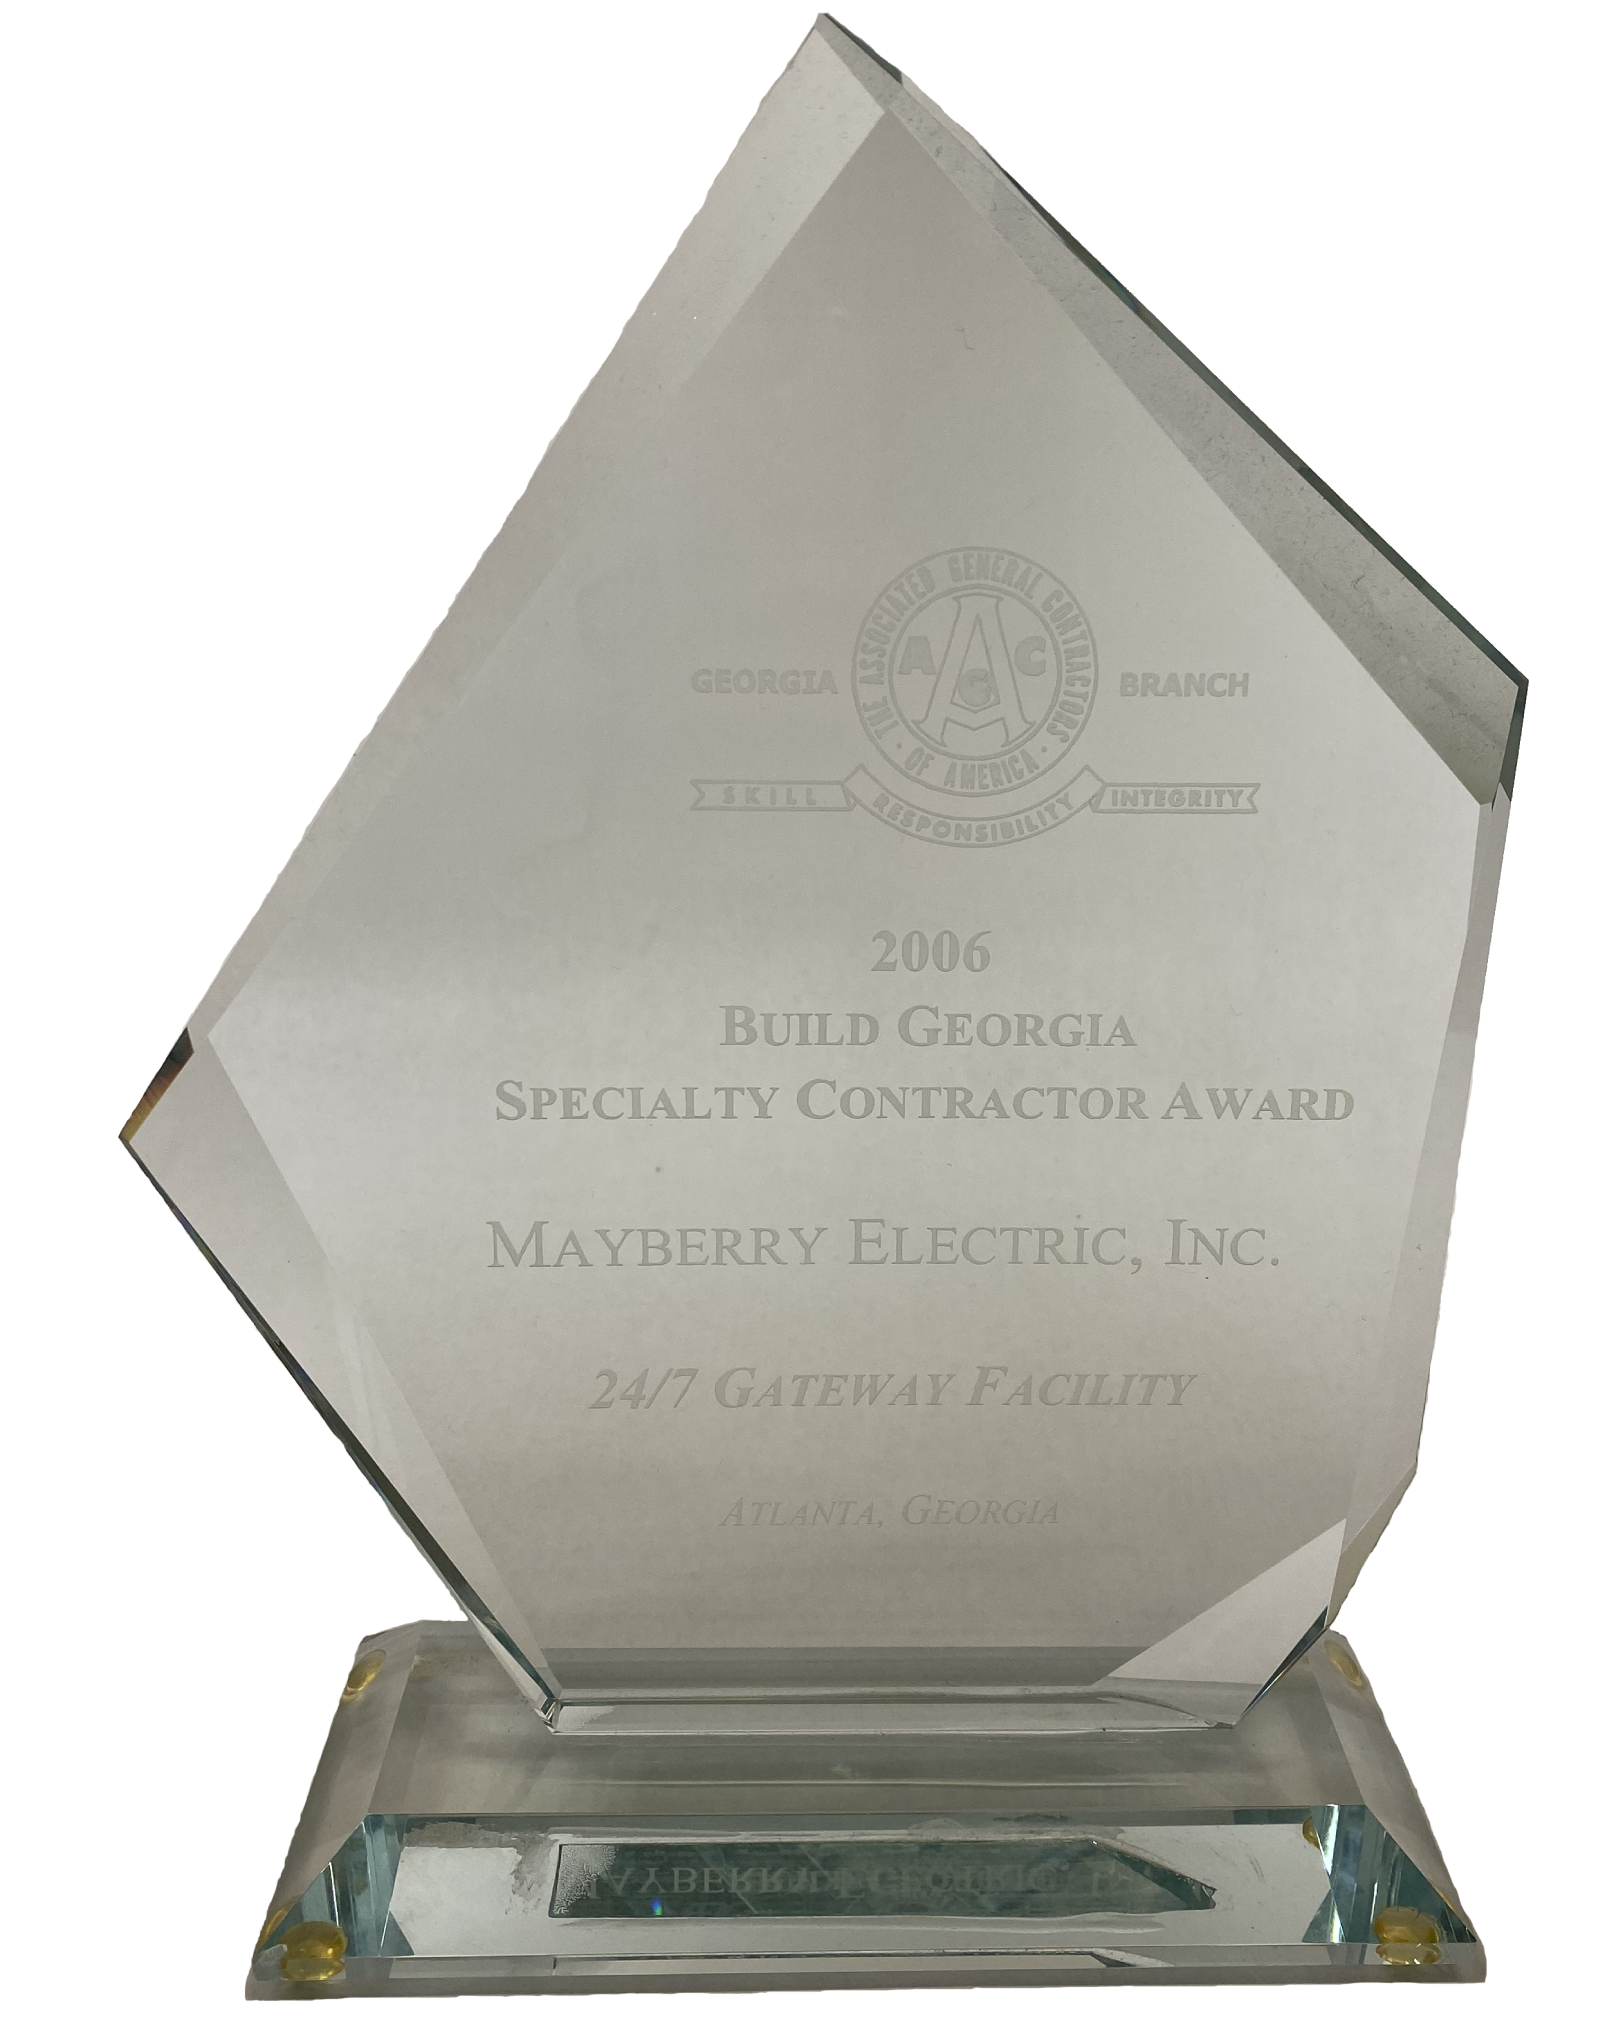 THE ASSOCIATED GENERAL CONTRACTORS
OF AMERICA
A G C
GEORGIA BRANCH
SKILL RESPONSIBILITY INTEGRITY
2006
BUILD GEORGIA
SPECIALTY CONTRACTOR AWARD
MAYBERRY ELECTRIC, INC.
24/7 GATEWAY FACILITY
ATLANTA, GEORGIA